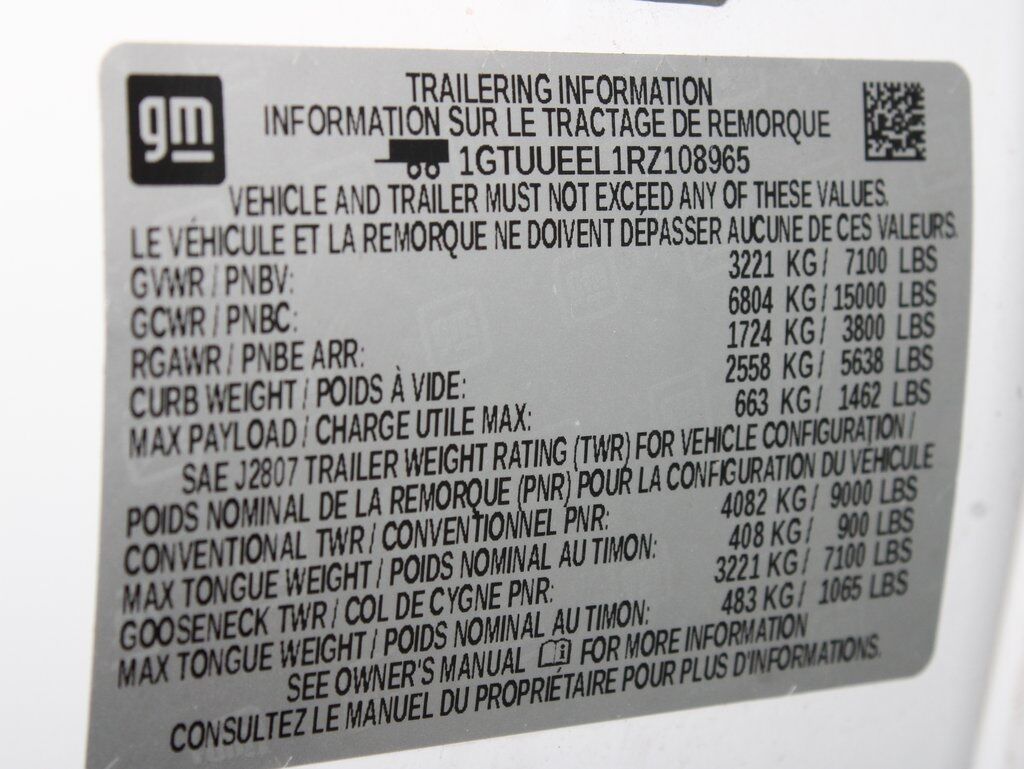 gm
TRAILERING INFORMATION
INFORMATION SUR LE TRACTAGE DE REMORQUE
1GTUUEEL1RZ108965
VEHICLE AND TRAILER MUST NOT EXCEED ANY OF THESE VALUES.
LE VÉHICULE ET LA REMORQUE NE DOIVENT DÉPASSER AUCUNE DE CES VALEURS.
GVWR / PNBV: 3221 KG/ 7100 LBS
GCWR / PNBC: 6804 KG/ 15000 LBS
RGAWR / PNBE ARR: 1724 KG/ 3800 LBS
CURB WEIGHT / POIDS À VIDE: 2558 KG/ 5638 LBS
MAX PAYLOAD / CHARGE UTILE MAX: 663 KG/ 1462 LBS
SAE J2807 TRAILER WEIGHT RATING (TWR) FOR VEHICLE CONFIGURATION /
POIDS NOMINAL DE LA REMORQUE (PNR) POUR LA CONFIGURATION DU VÉHICULE
CONVENTIONAL TWR / CONVENTIONNEL PNR: 4082 KG/ 9000 LBS
MAX TONGUE WEIGHT / POIDS NOMINAL AU TIMON: 408 KG/ 900 LBS
GOOSENECK TWR / COL DE CYGNE PNR: 3221 KG/ 7100 LBS
MAX TONGUE WEIGHT / POIDS NOMINAL AU TIMON: 483 KG/ 1065 LBS
SEE OWNER'S MANUAL FOR MORE INFORMATION
CONSULTEZ LE MANUEL DU PROPRIÉTAIRE POUR PLUS D'INFORMATIONS.